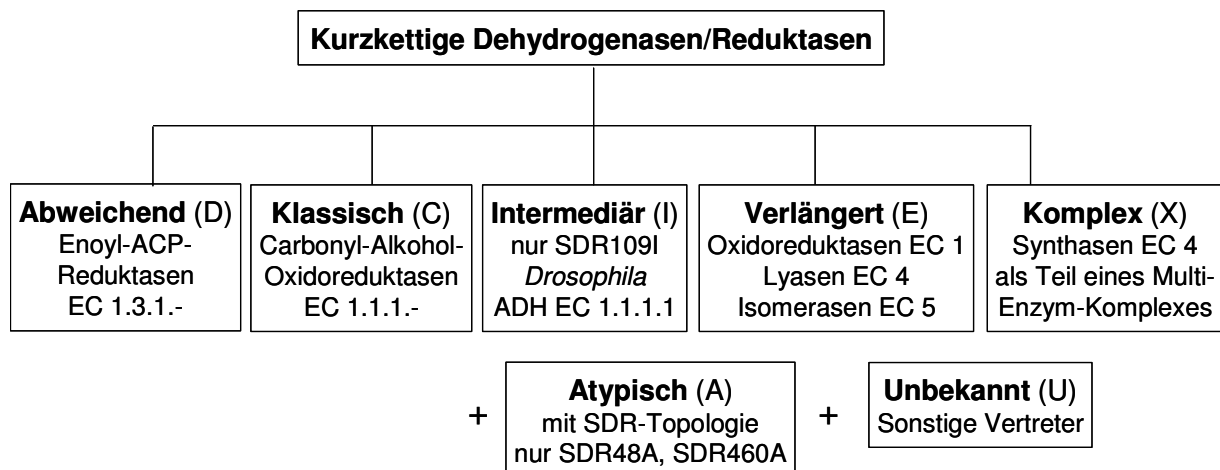 Kurzkettige Dehydrogenasen/Reduktasen
Abweichend (D)
Enoyl-ACP-
Reduktasen
EC 1.3.1.-
Klassisch (C)
Carbonyl-Alkohol-
Oxidoreduktasen
EC 1.1.1.-
Intermediär (I)
nur SDR109I
Drosophila
ADH EC 1.1.1.1
Verlängert (E)
Oxidoreduktasen EC 1
Lyasen EC 4
Isomerasen EC 5
Komplex (X)
Synthasen EC 4
als Teil eines Multi-
Enzym-Komplexes
+
Atypisch (A)
mit SDR-Topologie
nur SDR48A, SDR460A
+
Unbekannt (U)
Sonstige Vertreter